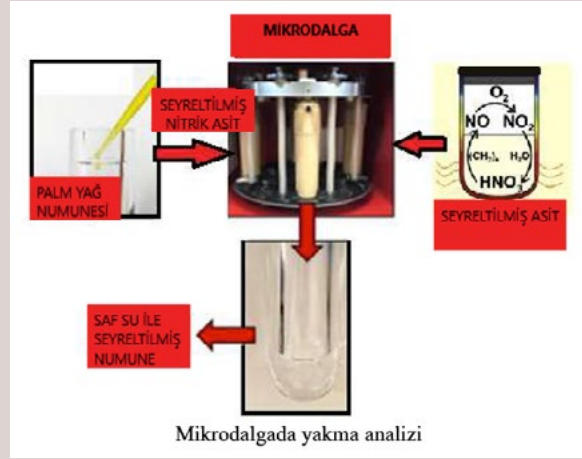 MİKRODALGA
SEYRELTİLMİŞ
NİTRİK ASİT
PALM YAĞ
NUMUNESİ
O₂
NO NO₂
(CH₂)ₙ H₂O
HNO₃
SEYRELTİLMİŞ ASİT
SAF SU İLE
SEYRELTİLMİŞ
NUMUNE
Mikrodalgada yakma analizi